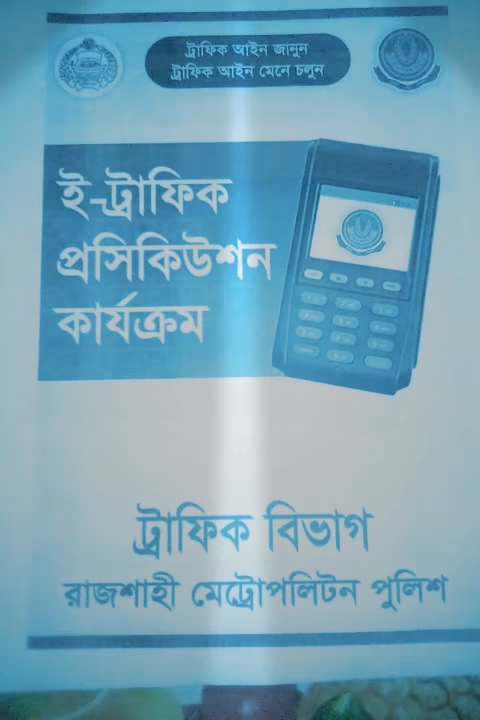 ট্রাফিক আইন জানুন
ট্রাফিক আইন মেনে চলুন
ই-ট্রাফিক
প্রসিকিউশন
কার্যক্রম
ট্রাফিক বিভাগ
রাজশাহী মেট্রোপলিটন পুলিশ